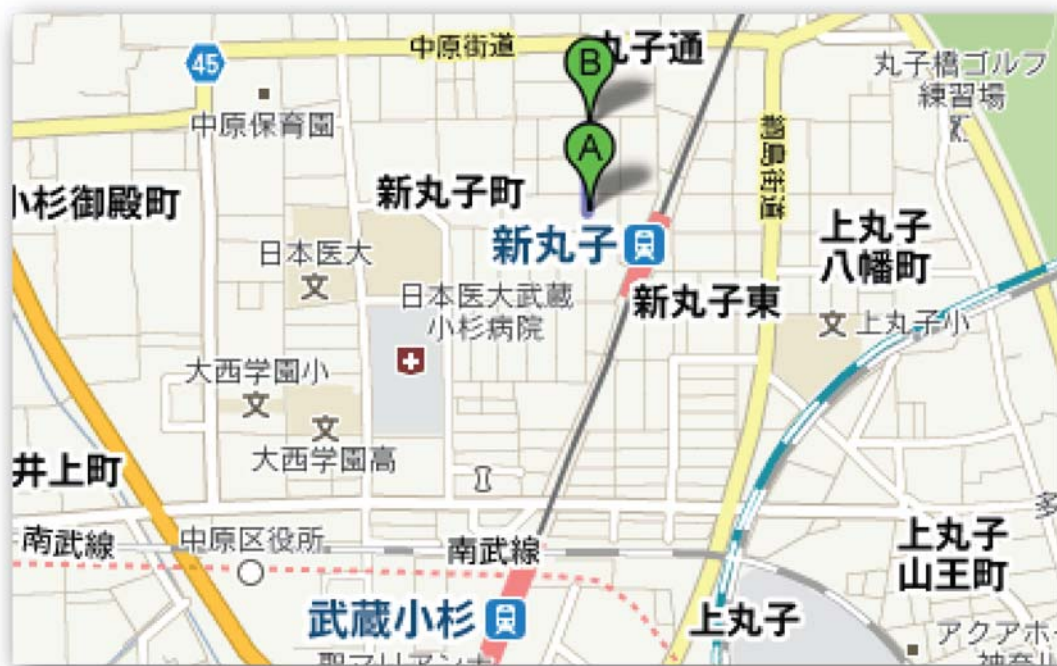 中原街道
丸子通
B
45
丸子橋ゴルフ
練習場
中原保育園
A
綱島街道
小杉御殿町
新丸子町
新丸子
上丸子
八幡町
日本医大
日本医大武蔵
小杉病院
新丸子東
上丸子小
大西学園小
大西学園高
井上町
南武線
中原区役所
南武線
上丸子
山王町
武蔵小杉
上丸子
アクアホ